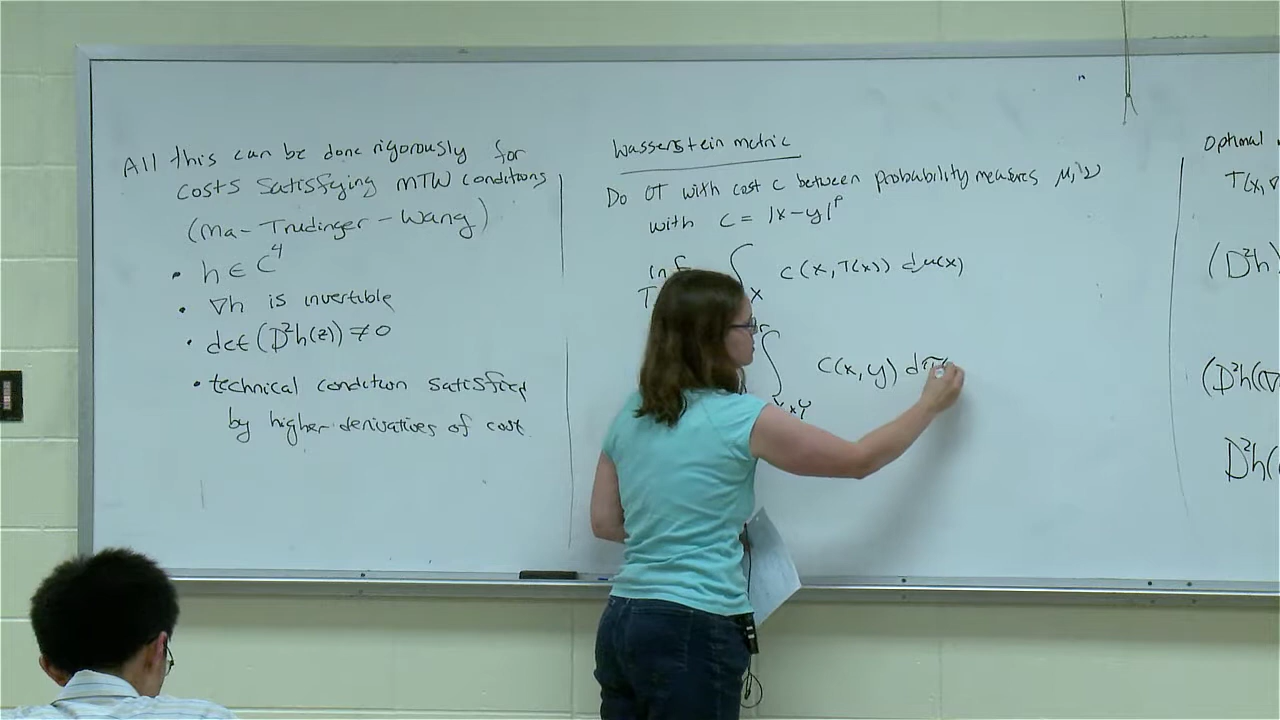 All this can be done rigorously for
costs satisfying MTW conditions
(Ma-Trudinger-Wang)
• h ∈ C⁴
• ∇h is invertible
• det (D²h(z)) ≠ 0
• technical condition satisfied
by higher derivatives of cost.
Wasserstein metric
Do OT with cost c between probability measures μ, ν
with c = |x-y|ᵖ
inf ∫ c(x,T(x)) dμ(x)
T X
∫ c(x,y) dπ(
X×Y
Optimal
T(x,
(D²h)
(D²h(
D²h(